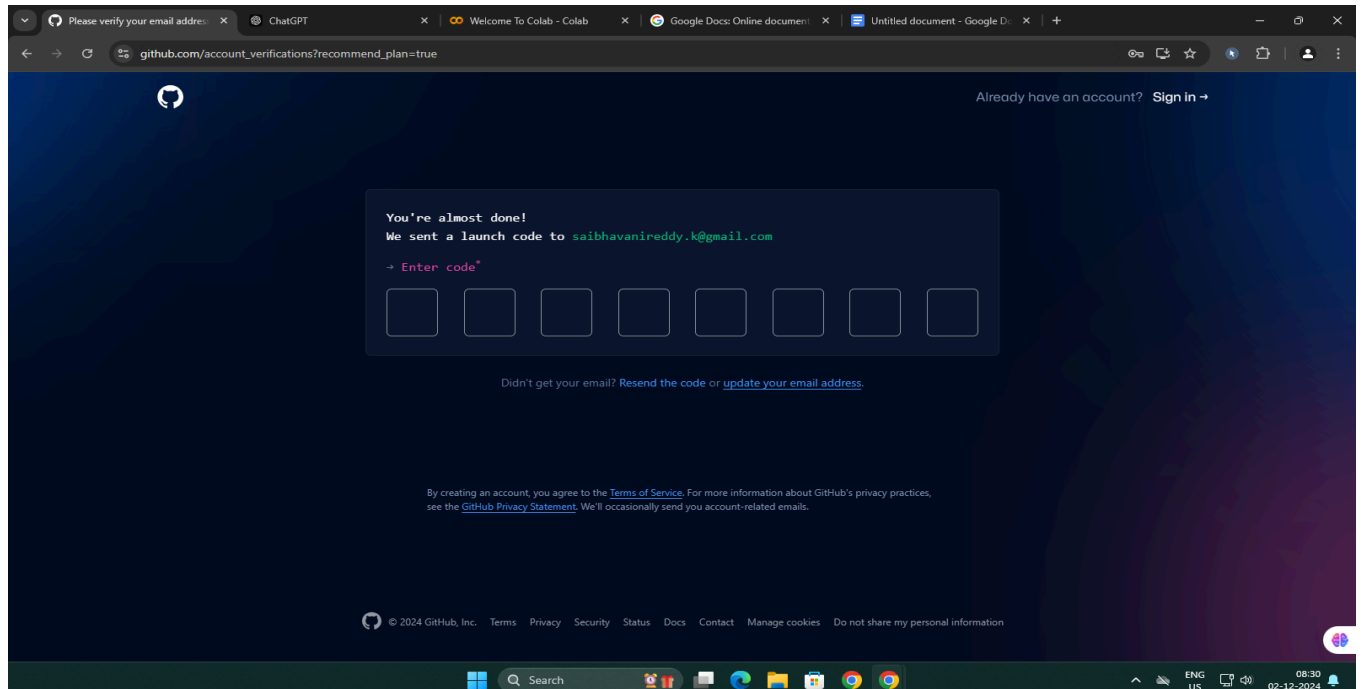 Please verify your email address
ChatGPT
Welcome To Colab - Colab
Google Docs: Online document
Untitled document - Google Do
github.com/account_verifications?recommend_plan=true
Already have an account? Sign in →
You're almost done!
We sent a launch code to saibhavanireddy.k@gmail.com
→ Enter code*
Didn't get your email? Resend the code or update your email address.
By creating an account, you agree to the Terms of Service. For more information about GitHub's privacy practices,
see the GitHub Privacy Statement. We'll occasionally send you account-related emails.
© 2024 GitHub, Inc. Terms Privacy Security Status Docs Contact Manage cookies Do not share my personal information
Search
ENG
US
08:30
02-12-2024